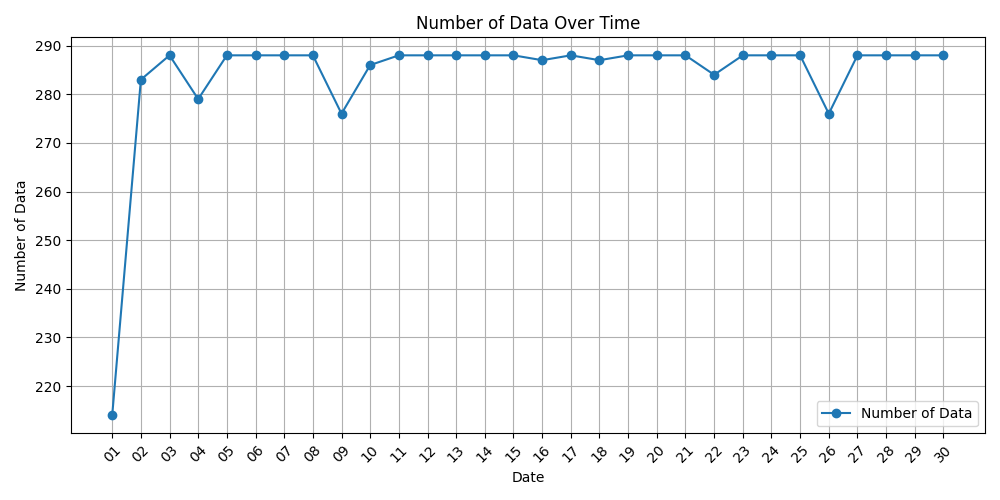 Number of Data Over Time
Number of Data
290
280
270
260
250
240
230
220
Number of Data
01 02 03 04 05 06 07 08 09 10 11 12 13 14 15 16 17 18 19 20 21 22 23 24 25 26 27 28 29 30
Date